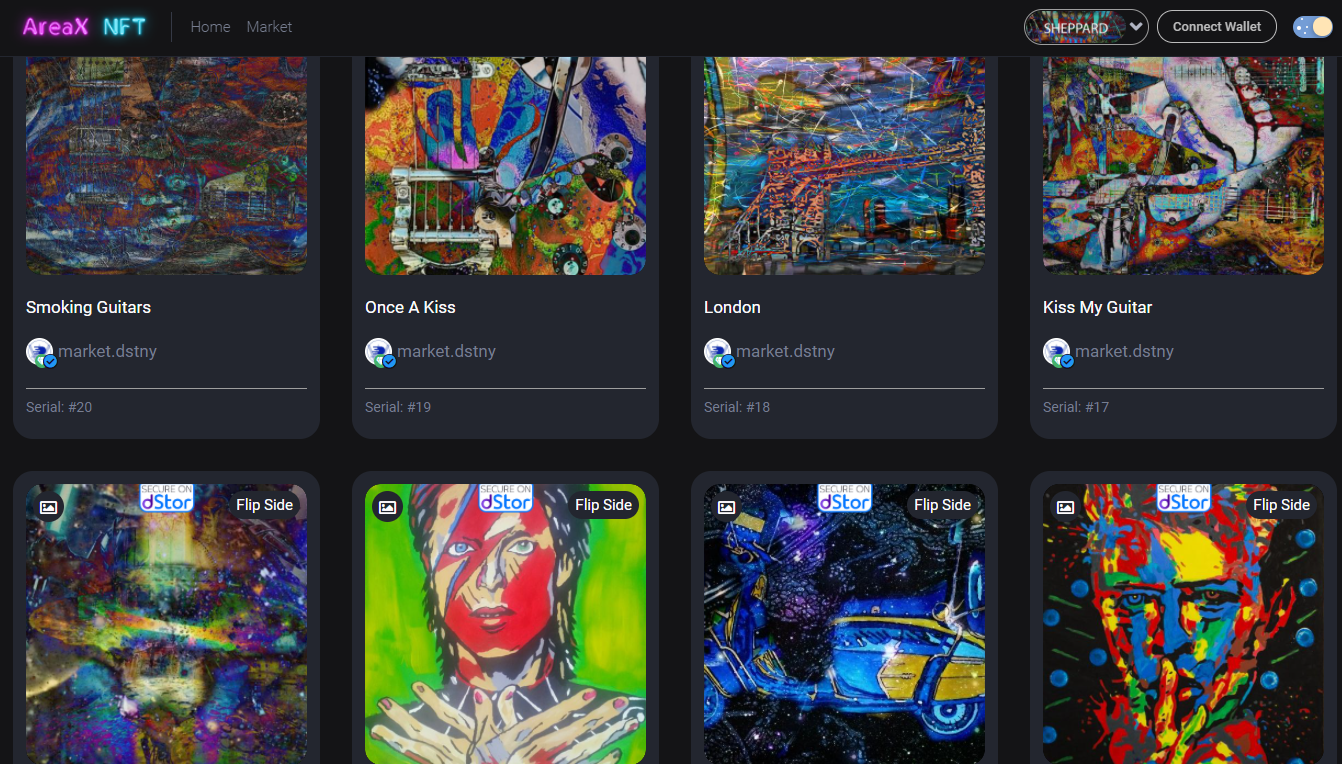 AreaX NFT
Home
Market
SHEPPARD
Connect Wallet
Smoking Guitars
Once A Kiss
London
Kiss My Guitar
market.dstny
market.dstny
market.dstny
market.dstny
Serial: #20
Serial: #19
Serial: #18
Serial: #17
SECURE ON
dStor
Flip Side
SECURE ON
dStor
Flip Side
SECURE ON
dStor
Flip Side
SECURE ON
dStor
Flip Side